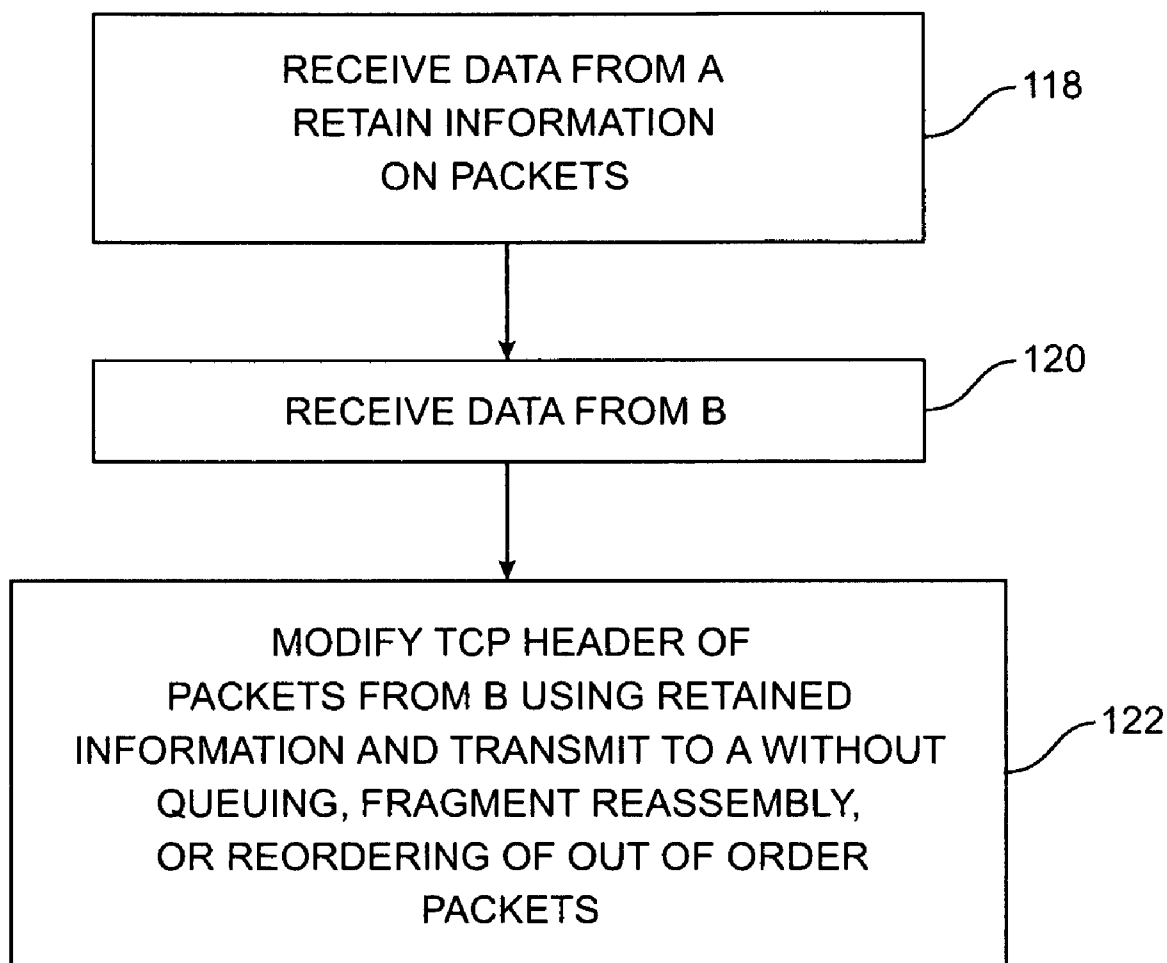 RECEIVE DATA FROM A
RETAIN INFORMATION
ON PACKETS
118
RECEIVE DATA FROM B
120
MODIFY TCP HEADER OF
PACKETS FROM B USING RETAINED
INFORMATION AND TRANSMIT TO A WITHOUT
QUEUING, FRAGMENT REASSEMBLY,
OR REORDERING OF OUT OF ORDER
PACKETS
122